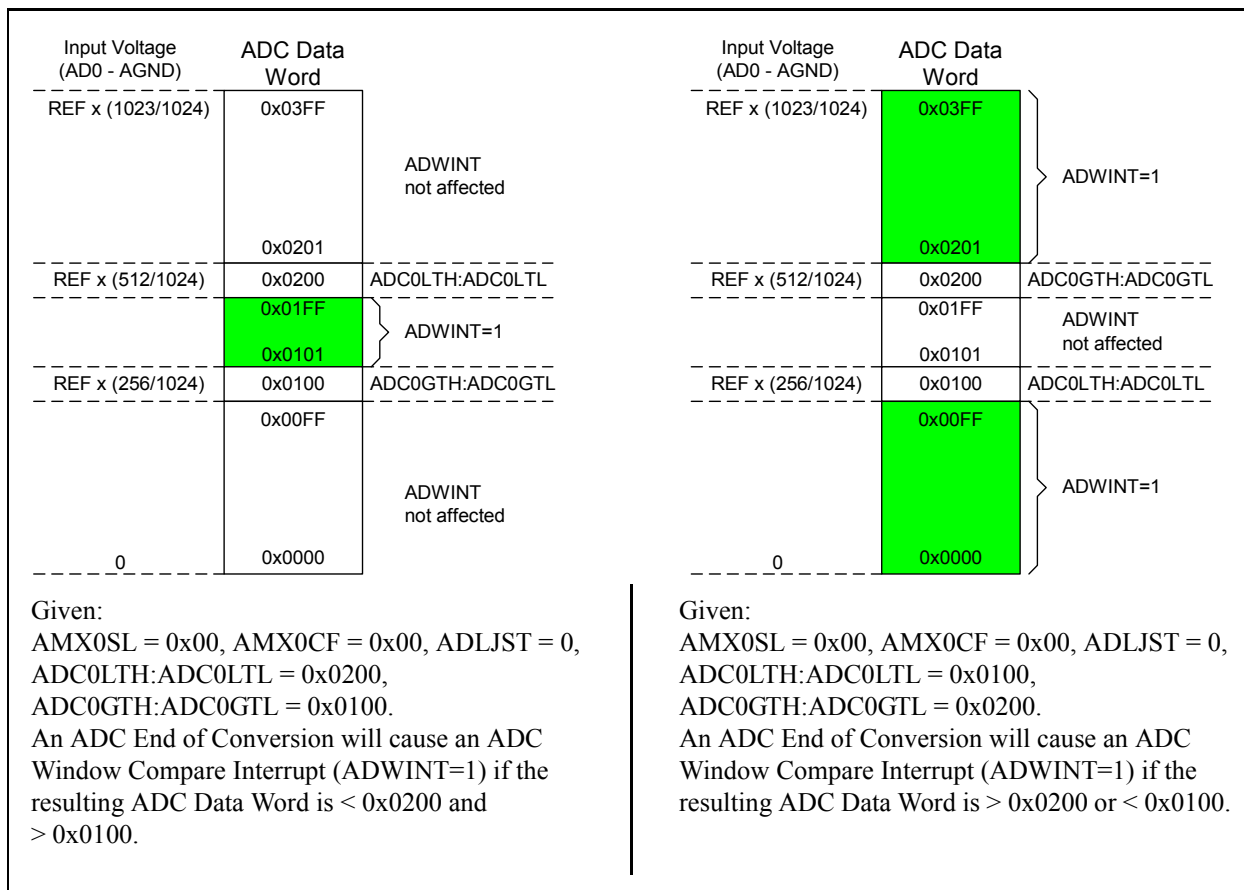 Input Voltage
(AD0 - AGND)
ADC Data
Word
REF x (1023/1024)
0x03FF
ADWINT
not affected
0x0201
REF x (512/1024)
0x0200
ADC0LTH:ADC0LTL
0x01FF
ADWINT=1
0x0101
REF x (256/1024)
0x0100
ADC0GTH:ADC0GTL
0x00FF
ADWINT
not affected
0
0x0000
Given:
AMX0SL = 0x00, AMX0CF = 0x00, ADLJST = 0,
ADC0LTH:ADC0LTL = 0x0200,
ADC0GTH:ADC0GTL = 0x0100.
An ADC End of Conversion will cause an ADC
Window Compare Interrupt (ADWINT=1) if the
resulting ADC Data Word is < 0x0200 and
> 0x0100.
Input Voltage
(AD0 - AGND)
ADC Data
Word
REF x (1023/1024)
0x03FF
ADWINT=1
0x0201
REF x (512/1024)
0x0200
ADC0GTH:ADC0GTL
0x01FF
ADWINT
not affected
0x0101
REF x (256/1024)
0x0100
ADC0LTH:ADC0LTL
0x00FF
ADWINT=1
0
0x0000
Given:
AMX0SL = 0x00, AMX0CF = 0x00, ADLJST = 0,
ADC0LTH:ADC0LTL = 0x0100,
ADC0GTH:ADC0GTL = 0x0200.
An ADC End of Conversion will cause an ADC
Window Compare Interrupt (ADWINT=1) if the
resulting ADC Data Word is > 0x0200 or < 0x0100.